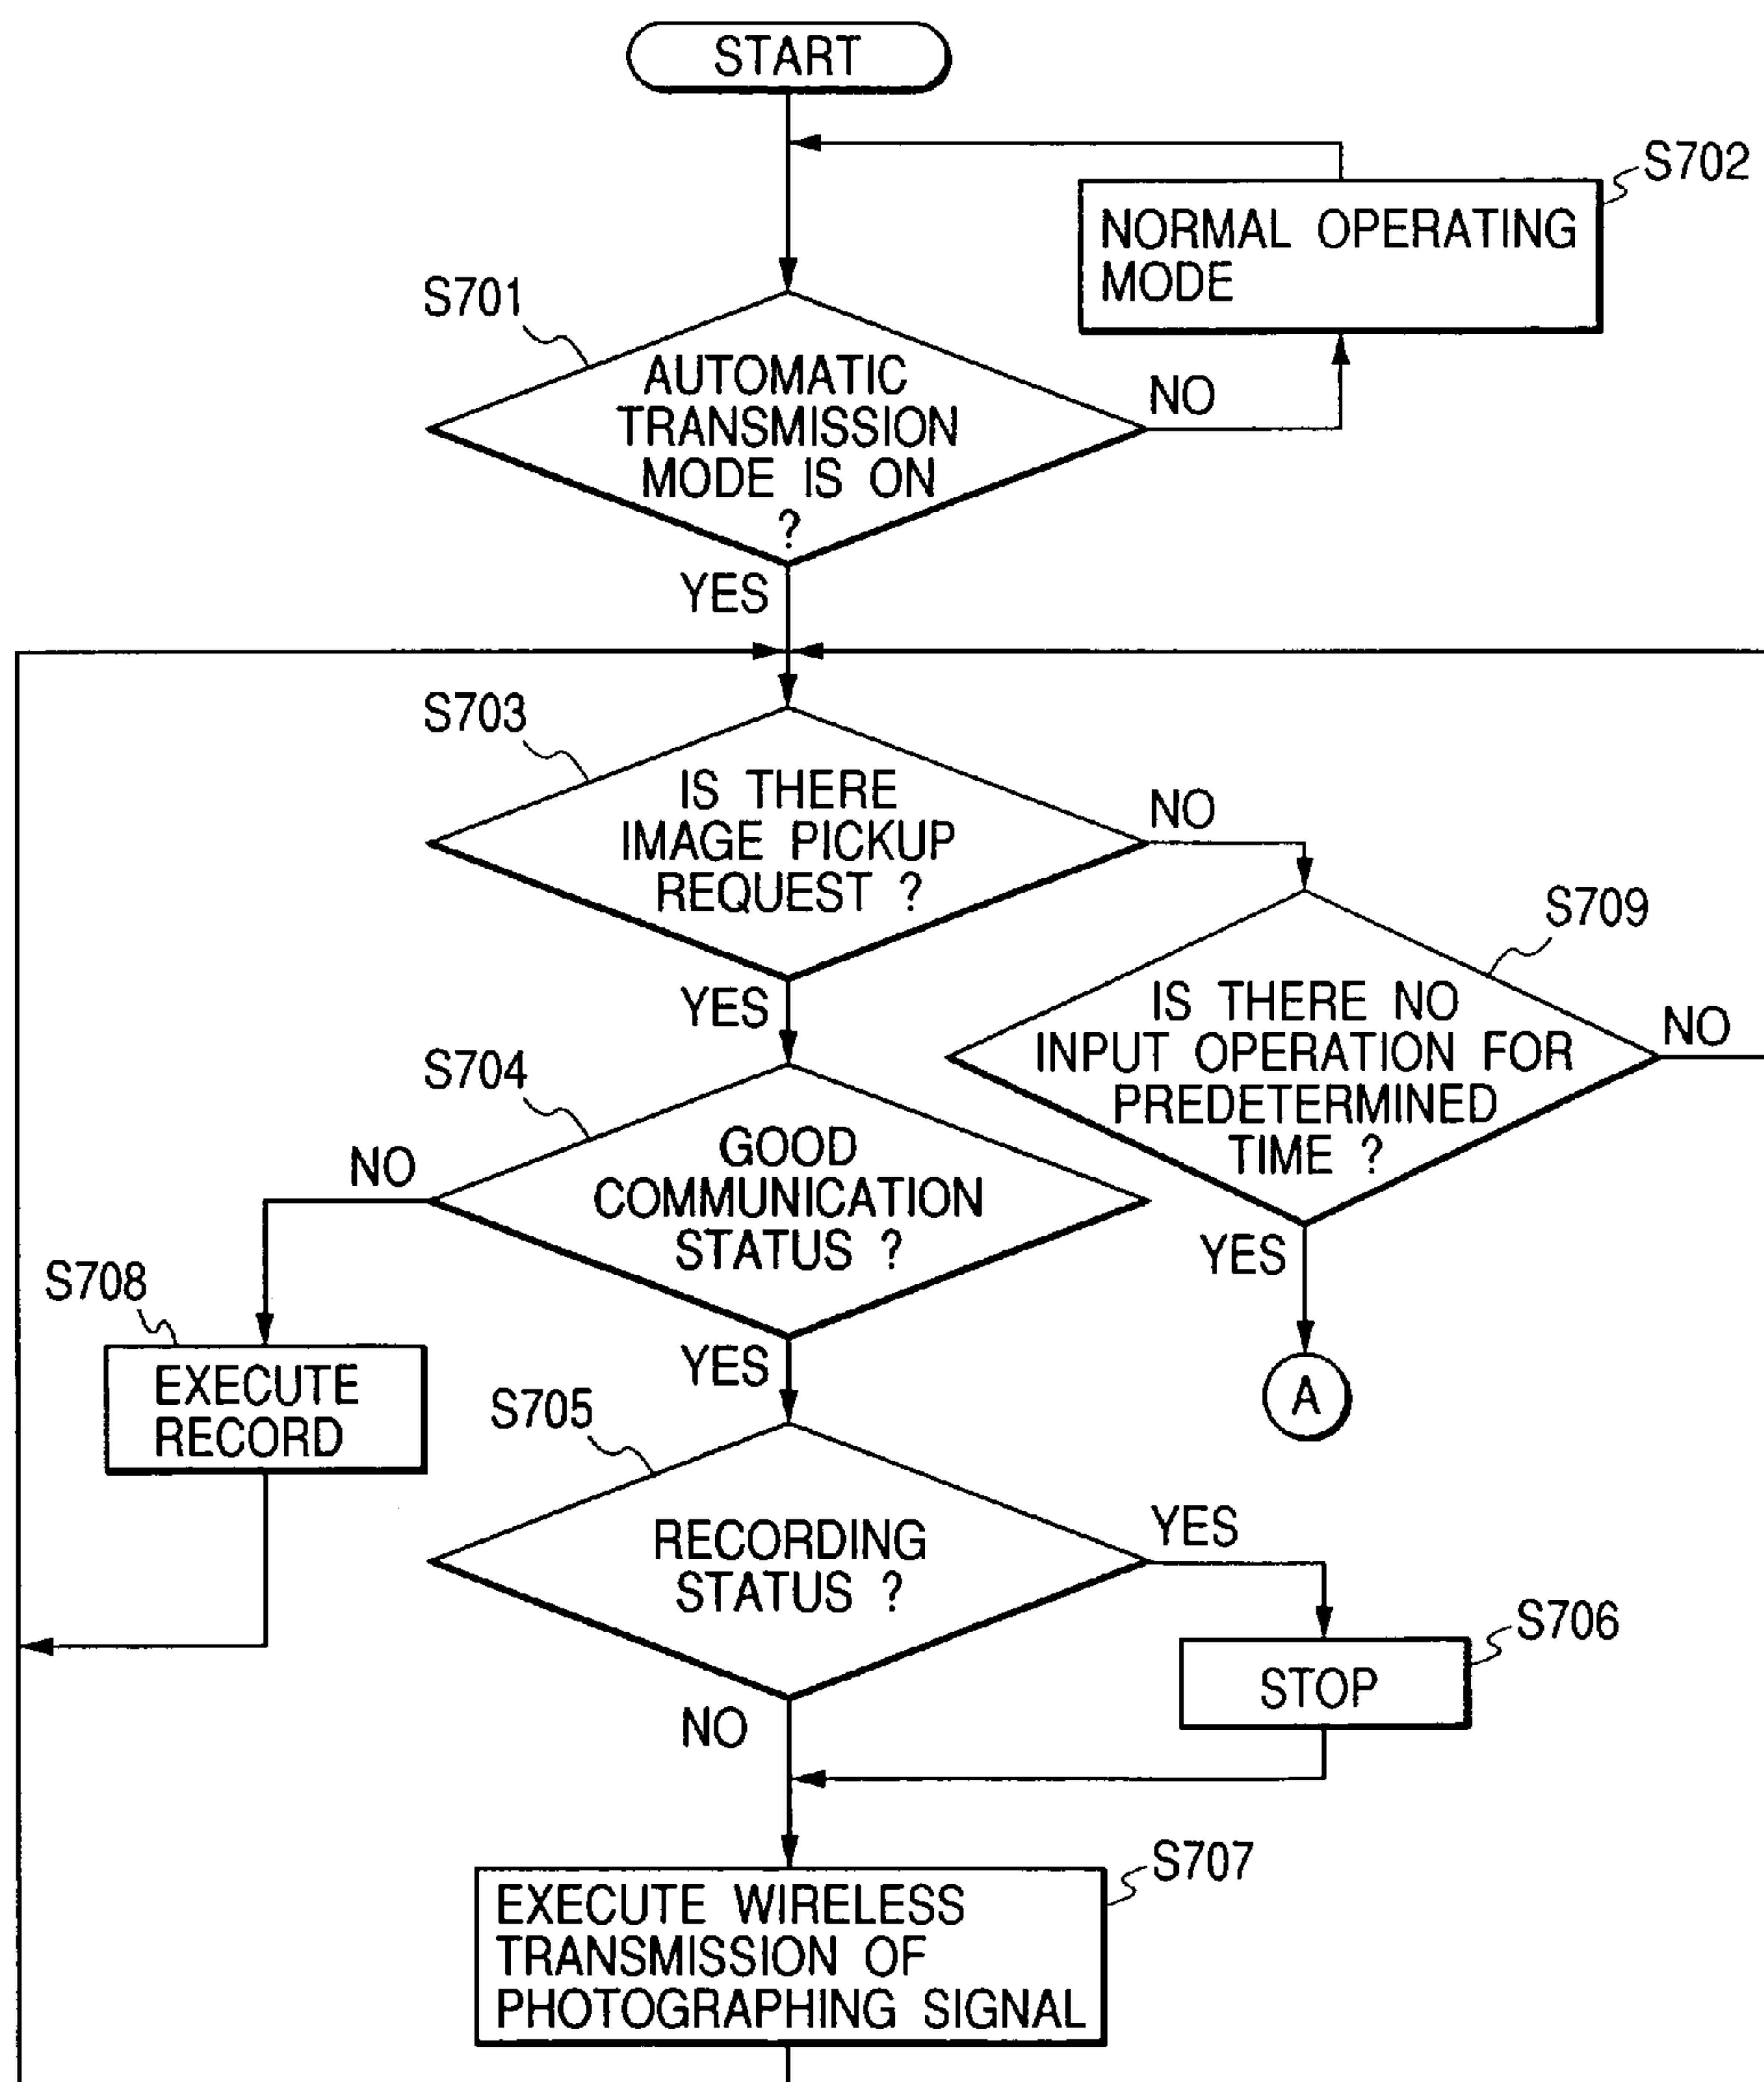 START
S702
NORMAL OPERATING
MODE
S701
AUTOMATIC
TRANSMISSION
MODE IS ON
?
NO
YES
S703
IS THERE
IMAGE PICKUP
REQUEST ?
NO
S709
YES
IS THERE NO
INPUT OPERATION FOR
PREDETERMINED
TIME ?
NO
YES
A
S704
GOOD
COMMUNICATION
STATUS ?
NO
S708
EXECUTE
RECORD
YES
S705
RECORDING
STATUS ?
YES
S706
STOP
NO
S707
EXECUTE WIRELESS
TRANSMISSION OF
PHOTOGRAPHING SIGNAL